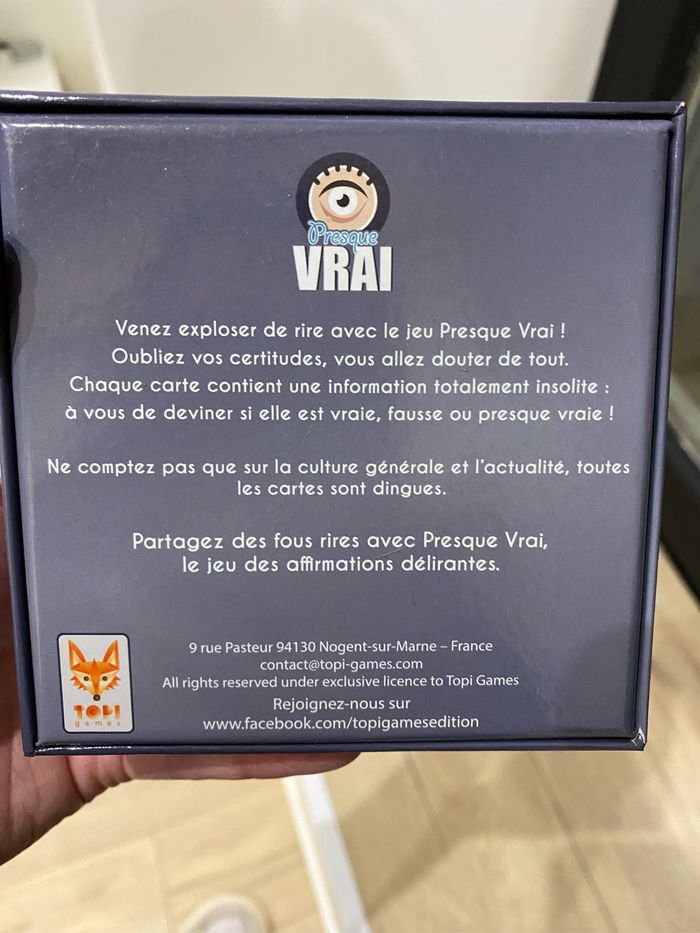 Presque
VRAI
Venez exploser de rire avec le jeu Presque Vrai !
Oubliez vos certitudes, vous allez douter de tout.
Chaque carte contient une information totalement insolite :
à vous de deviner si elle est vraie, fausse ou presque vraie !
Ne comptez pas que sur la culture générale et l'actualité, toutes
les cartes sont dingues.
Partagez des fous rires avec Presque Vrai,
le jeu des affirmations délirantes.
9 rue Pasteur 94130 Nogent-sur-Marne – France
contact@topi-games.com
All rights reserved under exclusive licence to Topi Games
Rejoignez-nous sur
www.facebook.com/topigamesedition
TOPI
games